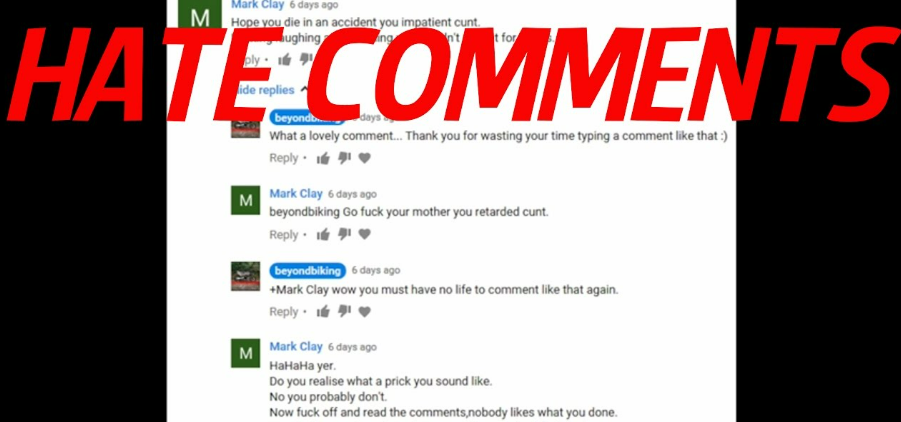 HATE COMMENTS
Mark Clay 6 days ago
Hope you die in an accident you impatient cunt.
beyondbiking
What a lovely comment... Thank you for wasting your time typing a comment like that :)
Reply •
Mark Clay 6 days ago
beyondbiking Go fuck your mother you retarded cunt.
Reply •
beyondbiking 6 days ago
+Mark Clay wow you must have no life to comment like that again.
Reply •
Mark Clay 6 days ago
HaHaHa yer.
Do you realise what a prick you sound like.
No you probably don't.
Now fuck off and read the comments,nobody likes what you done.